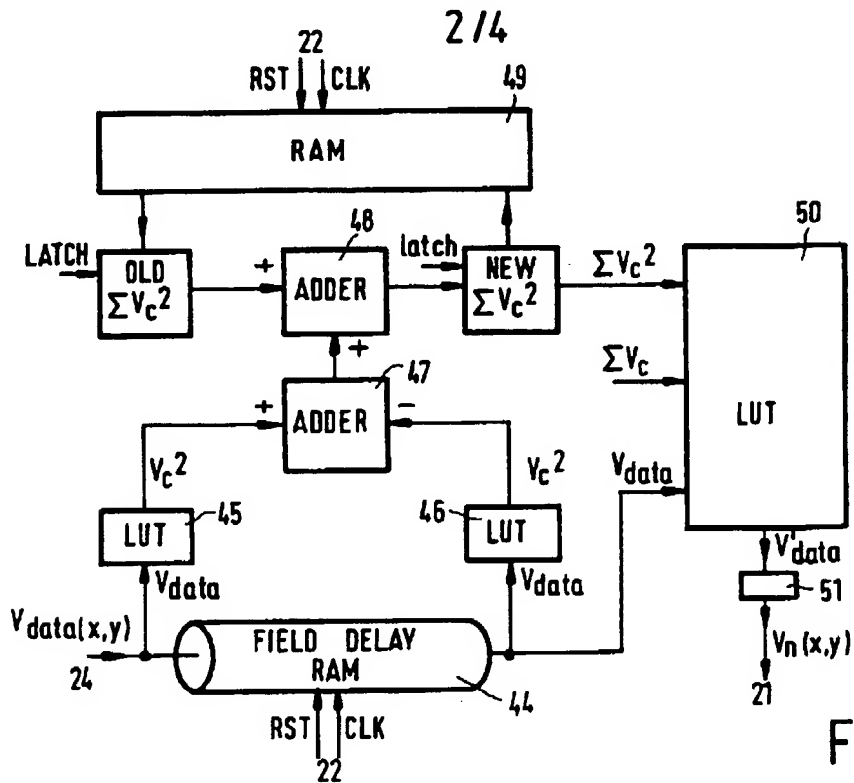 2/4
22
RST CLK
49
RAM
LATCH
OLD
ΣVc²
+
48
ADDER
latch
NEW
ΣVc²
ΣVc²
50
+
47
+ ADDER −
ΣVc
LUT
Vc²
Vc²
Vdata
45
LUT
46
LUT
V'data
51
Vdata
Vdata
Vdata(x,y)
24
FIELD DELAY
RAM
44
Vn(x,y)
21
RST CLK
22
F